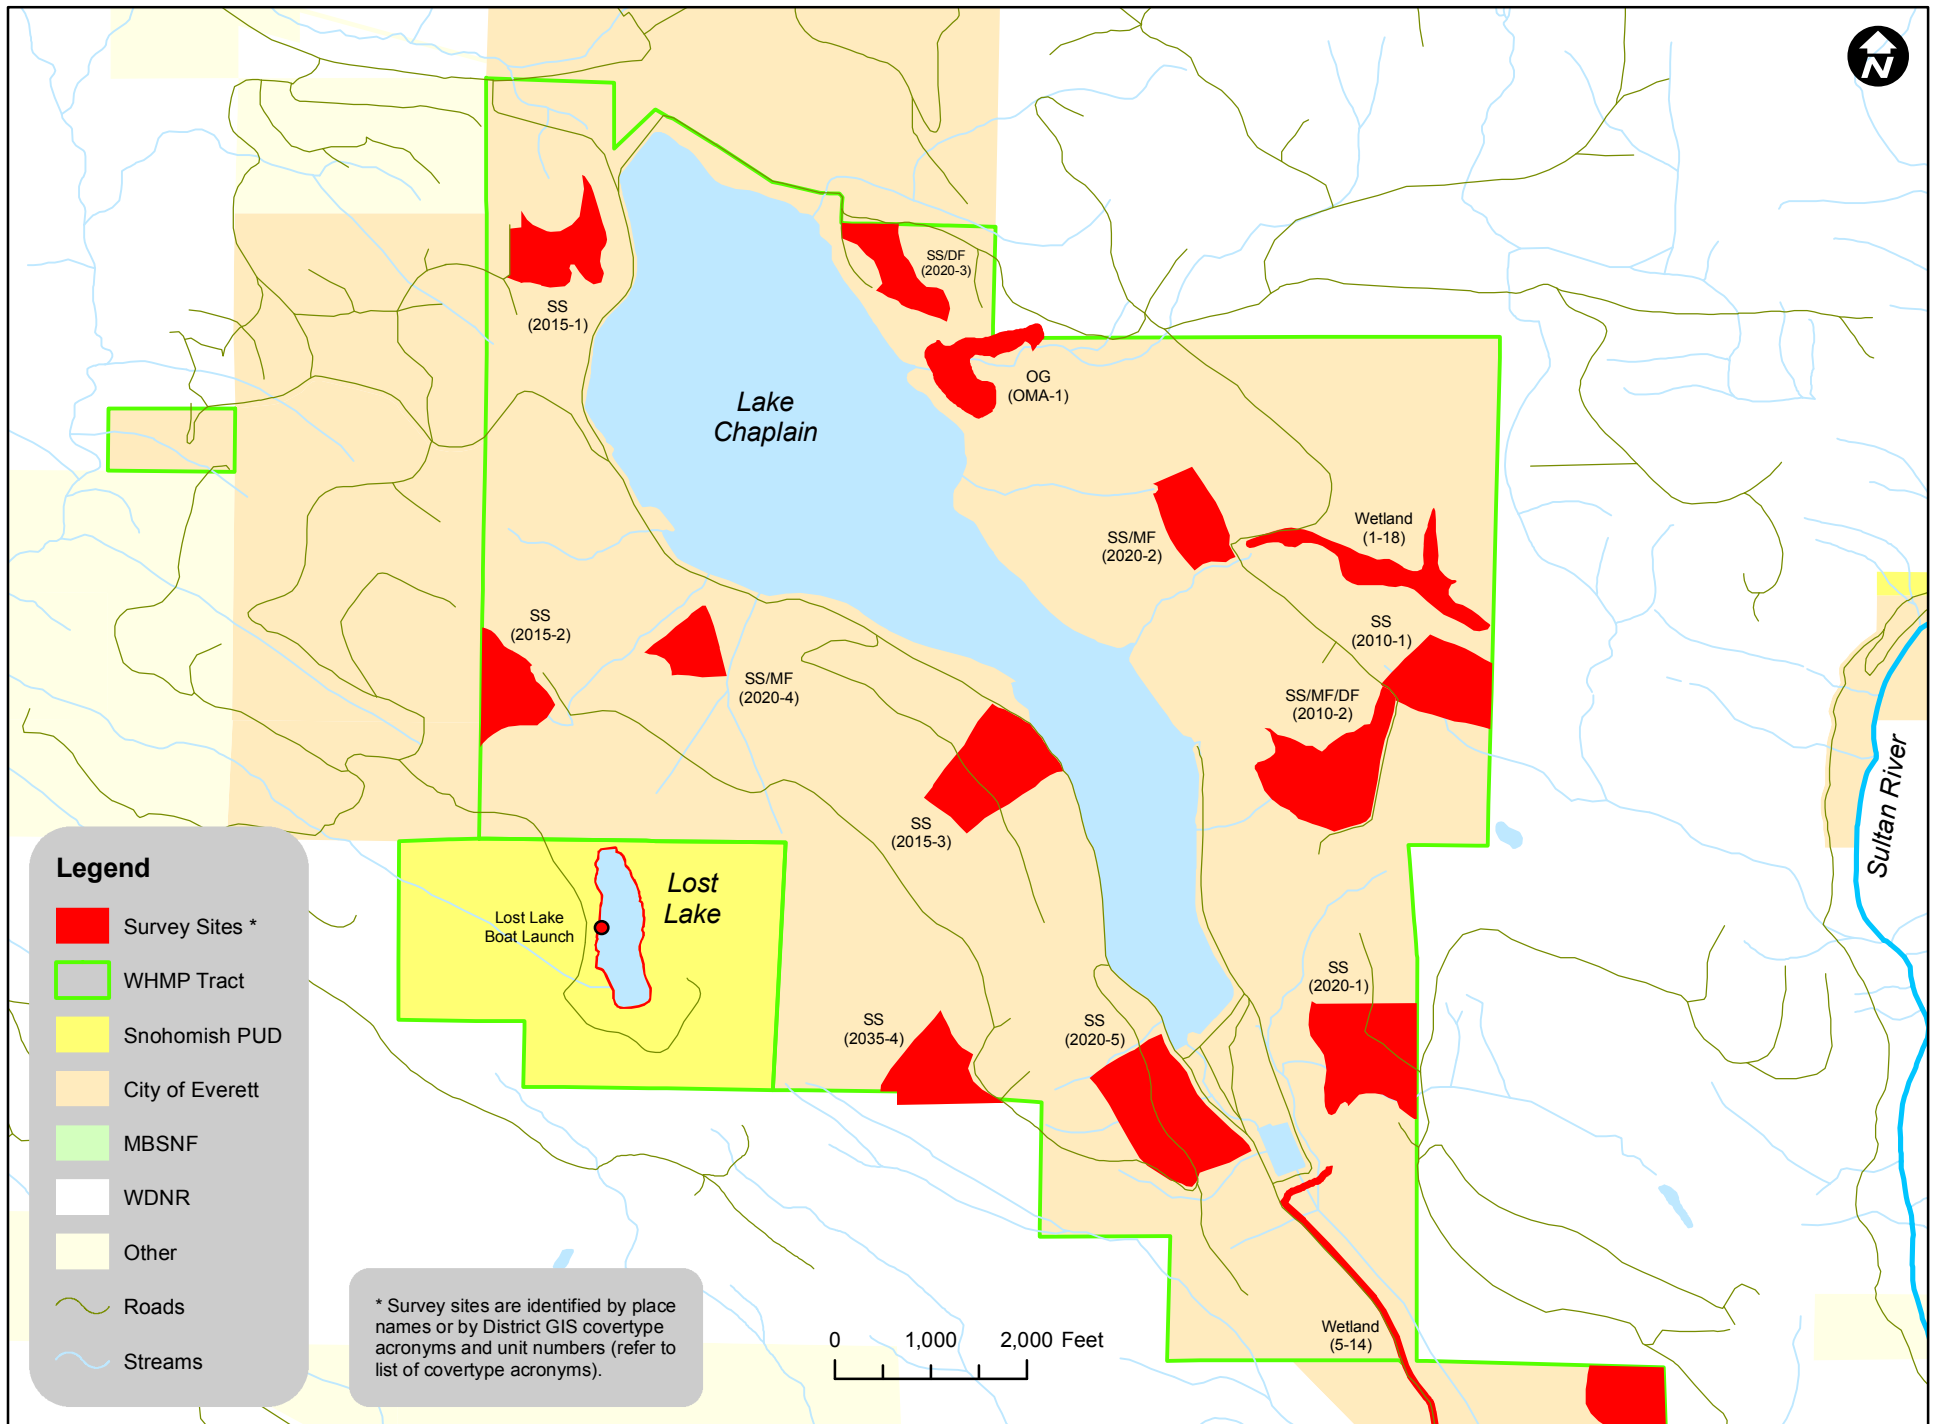 N
SS/DF
(2020-3)
SS
(2015-1)
OG
(OMA-1)
Lake
Chaplain
Wetland
(1-18)
SS/MF
(2020-2)
SS
(2015-2)
SS
(2010-1)
SS/MF
(2020-4)
SS/MF/DF
(2010-2)
Sultan River
SS
(2015-3)
Lost
Lake
Lost Lake
Boat Launch
SS
(2020-1)
SS
(2035-4)
SS
(2020-5)
Wetland
(5-14)
Legend
Survey Sites *
WHMP Tract
Snohomish PUD
City of Everett
MBSNF
WDNR
Other
Roads
Streams
* Survey sites are identified by place
names or by District GIS covertype
acronyms and unit numbers (refer to
list of covertype acronyms).
0 1,000 2,000 Feet